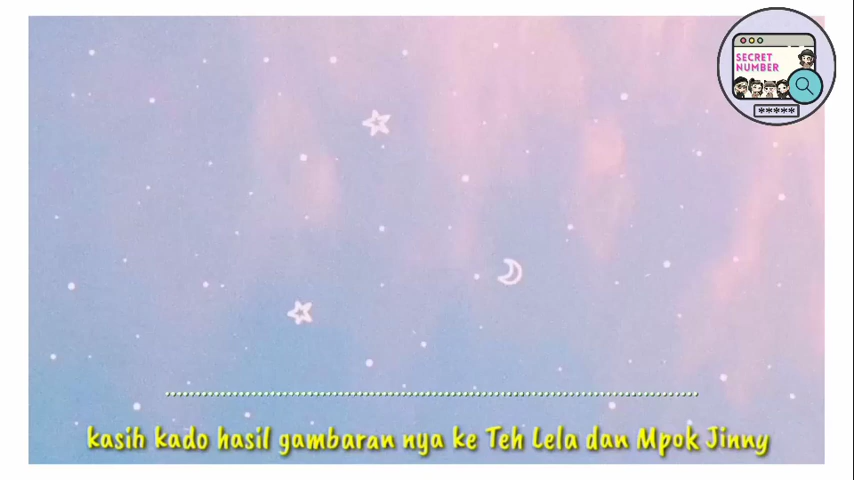 SECRET
NUMBER
*****
kasih kado hasil gambaran nya ke Teh Lela dan Mpok Jinny